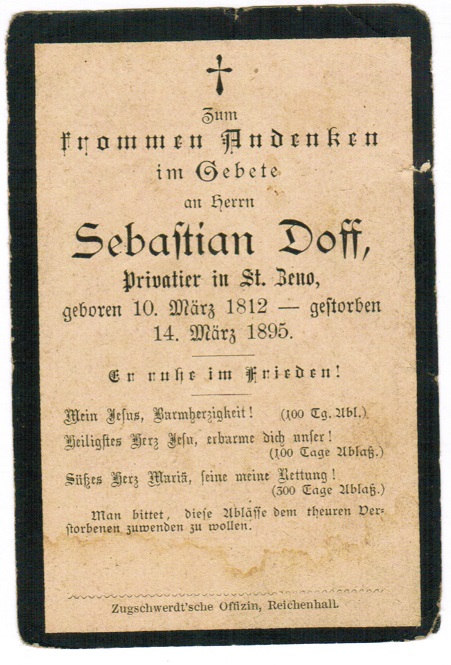 Zum
frommen Andenken
im Gebete
an Herrn
Sebastian Doff,
Privatier in St. Zeno,
geboren 10. März 1812 — gestorben
14. März 1895.
Er ruhe im Frieden!
Mein Jesus, Barmherzigkeit! (100 Tg. Abl.)
Heiligstes Herz Jesu, erbarme dich unser!
(100 Tage Ablaß.)
Süßes Herz Mariä, seine meine Rettung!
(300 Tage Ablaß.)
Man bittet, diese Ablässe dem theuren Ver-
storbenen zuwenden zu wollen.
Zugschwerdt'sche Offizin, Reichenhall.